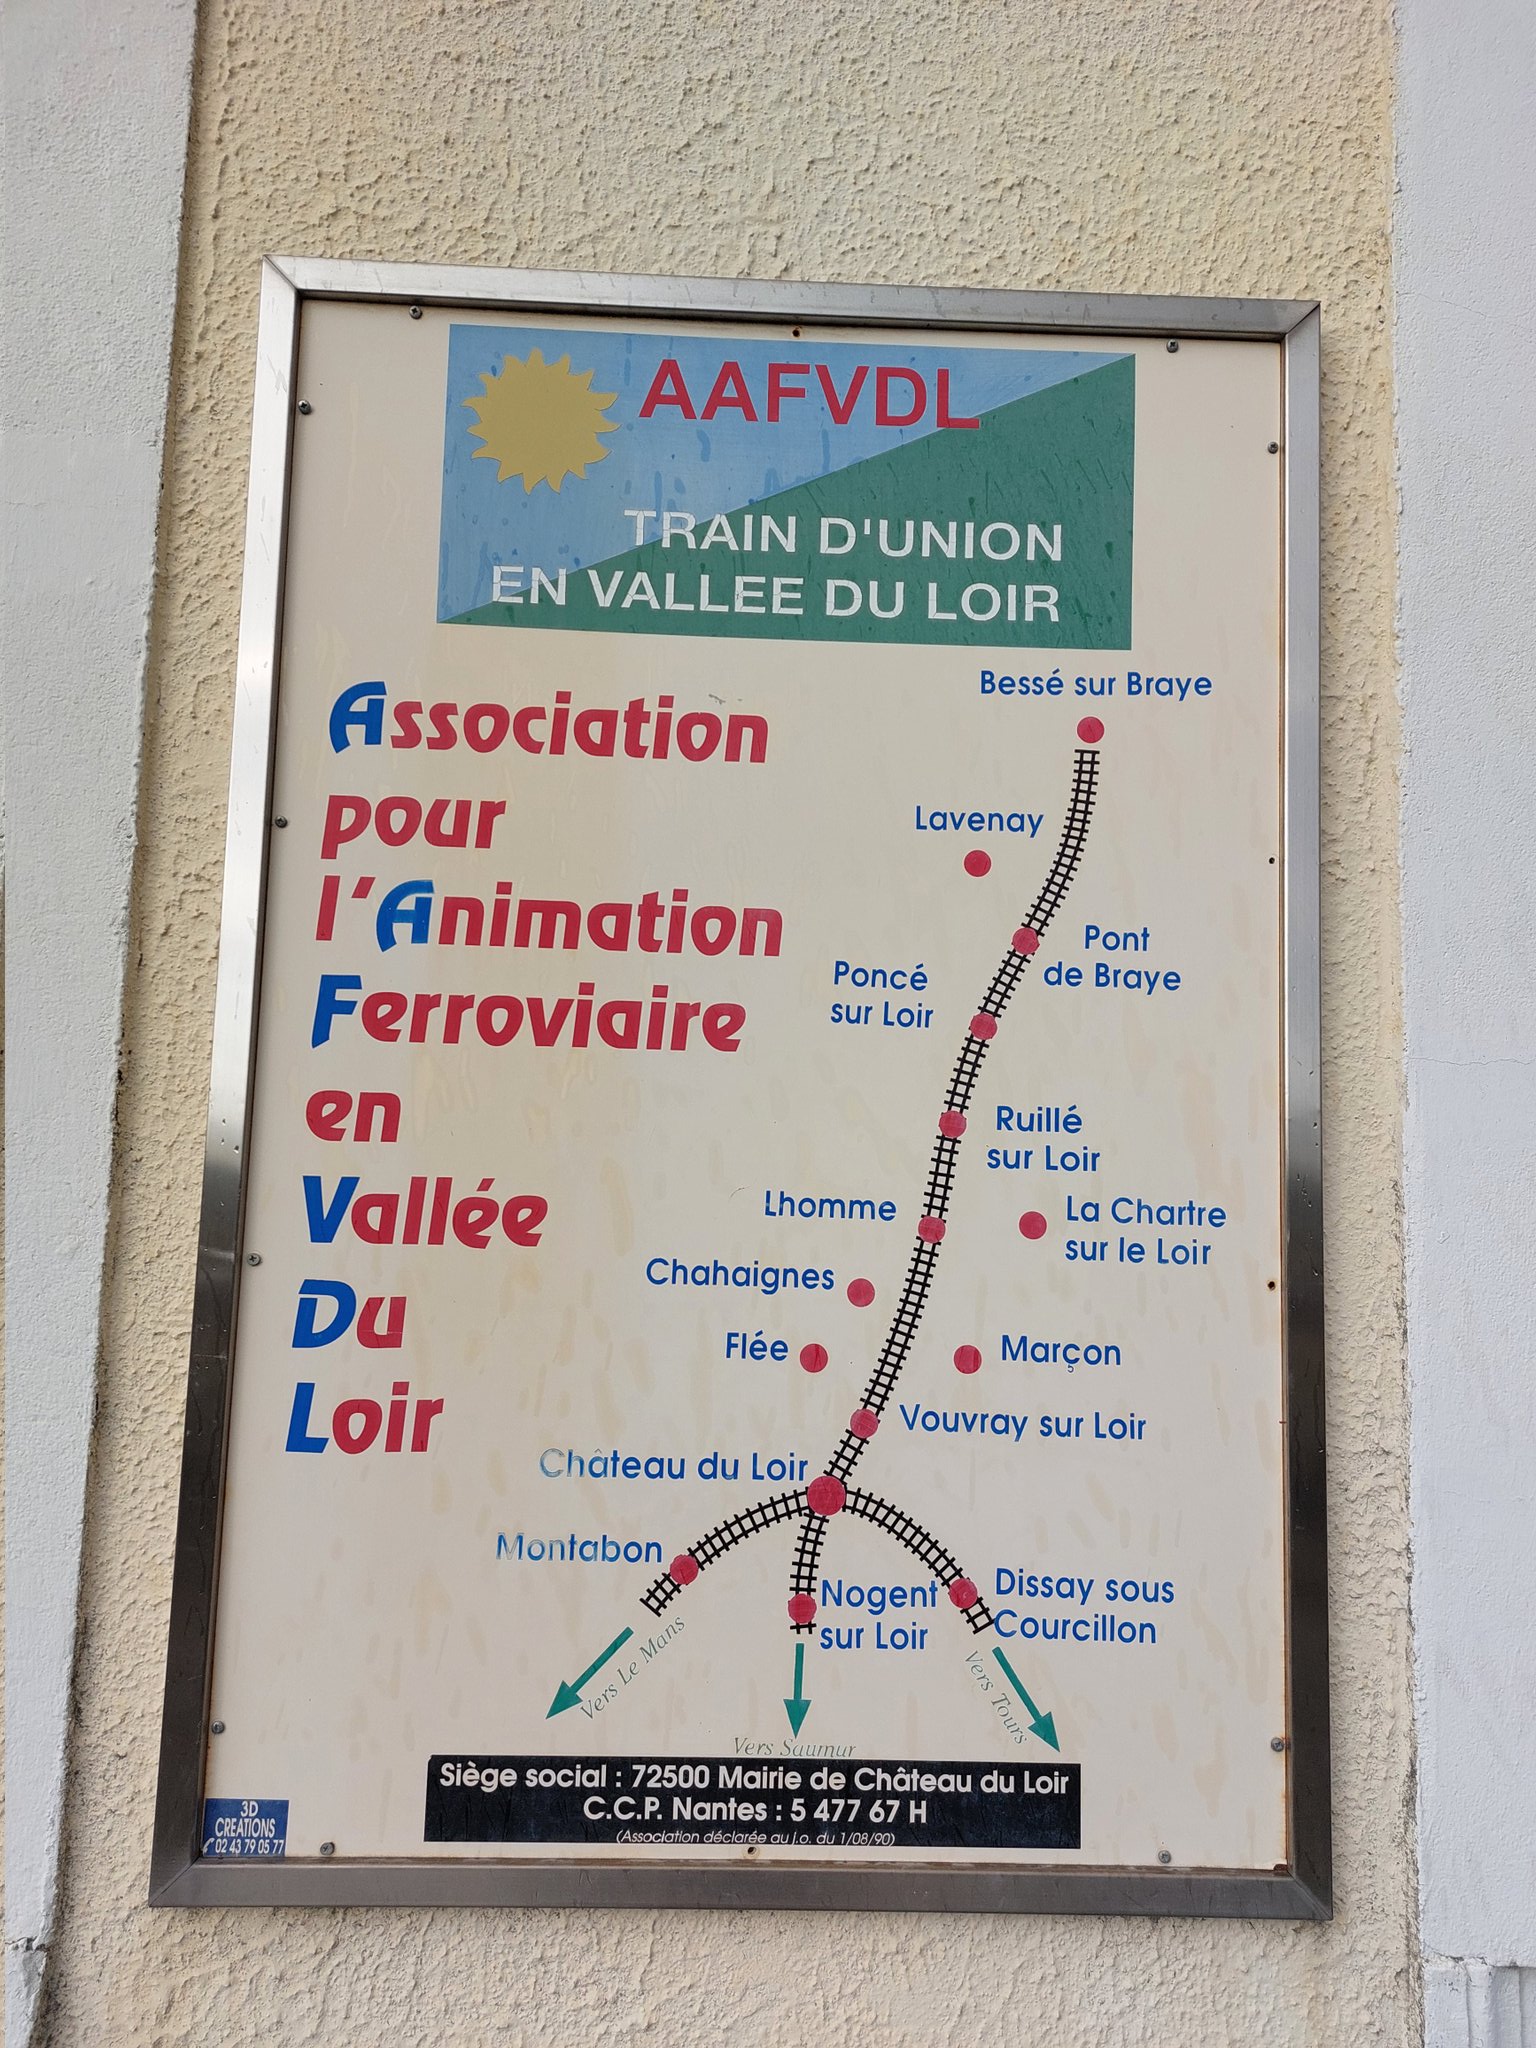 AAFVDL
TRAIN D'UNION
EN VALLEE DU LOIR
Association
pour
l'Animation
Ferroviaire
en
Vallée
Du
Loir
Bessé sur Braye
Lavenay
Pont
de Braye
Poncé
sur Loir
Ruillé
sur Loir
Lhomme
La Chartre
sur le Loir
Chahaignes
Flée
Marçon
Vouvray sur Loir
Château du Loir
Montabon
Nogent
sur Loir
Dissay sous
Courcillon
Vers Le Mans
Vers Saumur
Vers Tours
Siège social : 72500 Mairie de Château du Loir
C.C.P. Nantes : 5 477 67 H
(Association déclarée au j.o. du 1/08/90)
3D
CREATIONS
02 43 79 05 77